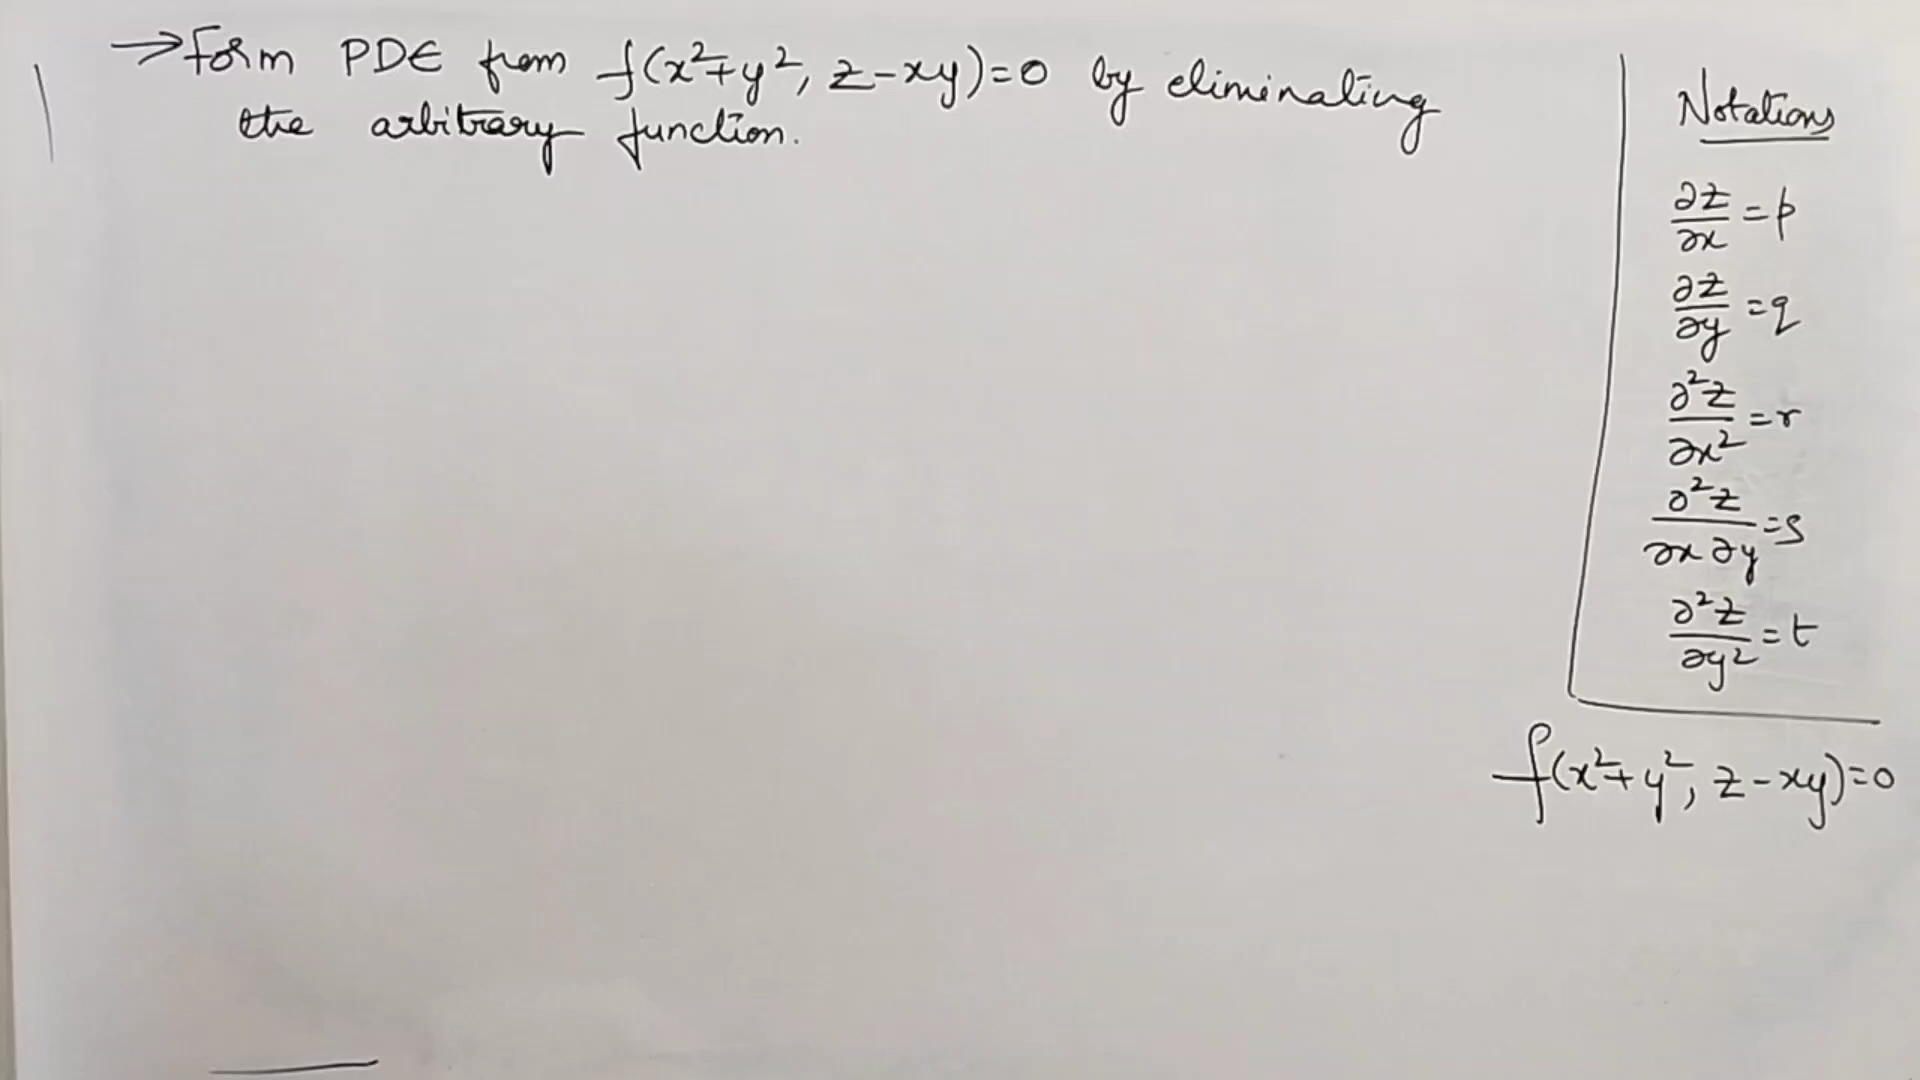 → Form PDE from f(x²+y², z-xy)=0 by eliminating
the arbitrary function.
Notations
∂z/∂x = p
∂z/∂y = q
∂²z/∂x² = r
∂²z/∂x∂y = s
∂²z/∂y² = t
f(x²+y², z-xy)=0